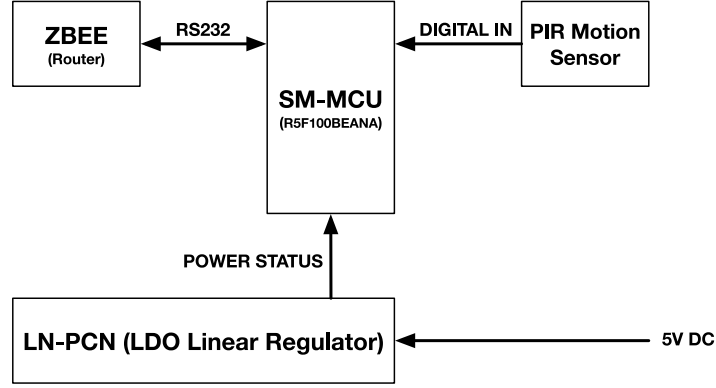 ZBEE
(Router)
RS232
DIGITAL IN
PIR Motion
Sensor
SM-MCU
(R5F100BEANA)
POWER STATUS
LN-PCN (LDO Linear Regulator)
5V DC